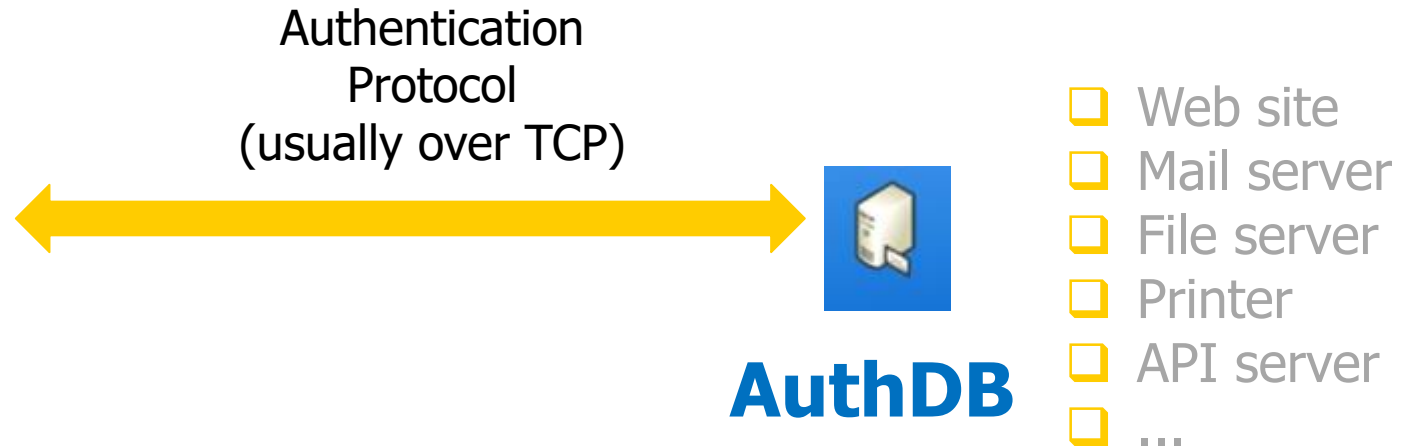 Authentication
Protocol
(usually over TCP)
AuthDB
Web site
Mail server
File server
Printer
API server
...